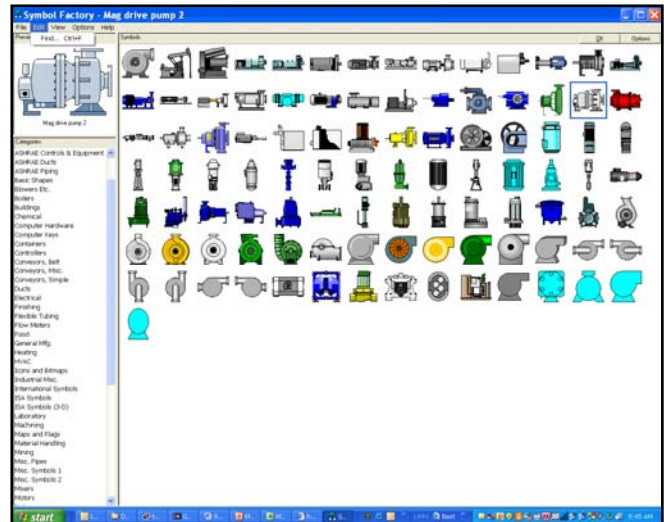 Symbol Factory - Mag drive pump 2
File Edit View Options Help
Find... Ctrl+F
Symbols
Options
Mag drive pump 2
Categories
ASHRAE Controls & Equipment
ASHRAE Ducts
ASHRAE Piping
Basic Shapes
Blowers Etc.
Boilers
Buildings
Chemical
Computer Hardware
Computer Keys
Containers
Controllers
Conveyors, Belt
Conveyors, Misc.
Conveyors, Simple
Ducts
Electrical
Finishing
Flexible Tubing
Flow Meters
Food
General Mfg.
Heating
HVAC
Icons and Bitmaps
Industrial Misc.
International Symbols
ISA Symbols
ISA Symbols (3-D)
Laboratory
Machining
Maps and Flags
Material Handling
Mining
Misc. Pipes
Misc. Symbols 1
Misc. Symbols 2
Mixers
Motors
start